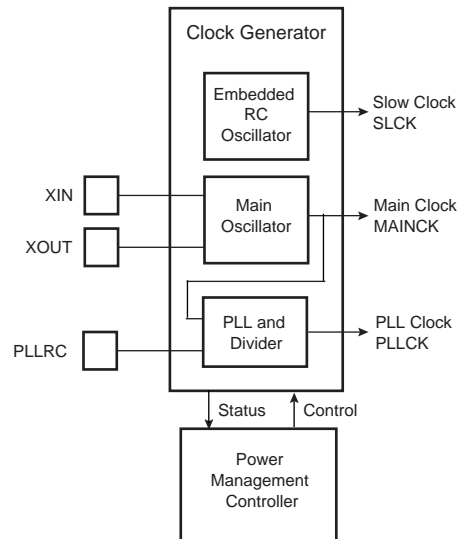 Clock Generator
Embedded
RC
Oscillator
Slow Clock
SLCK
XIN
Main
Oscillator
Main Clock
MAINCK
XOUT
PLL and
Divider
PLL Clock
PLLCK
PLLRC
Status
Control
Power
Management
Controller